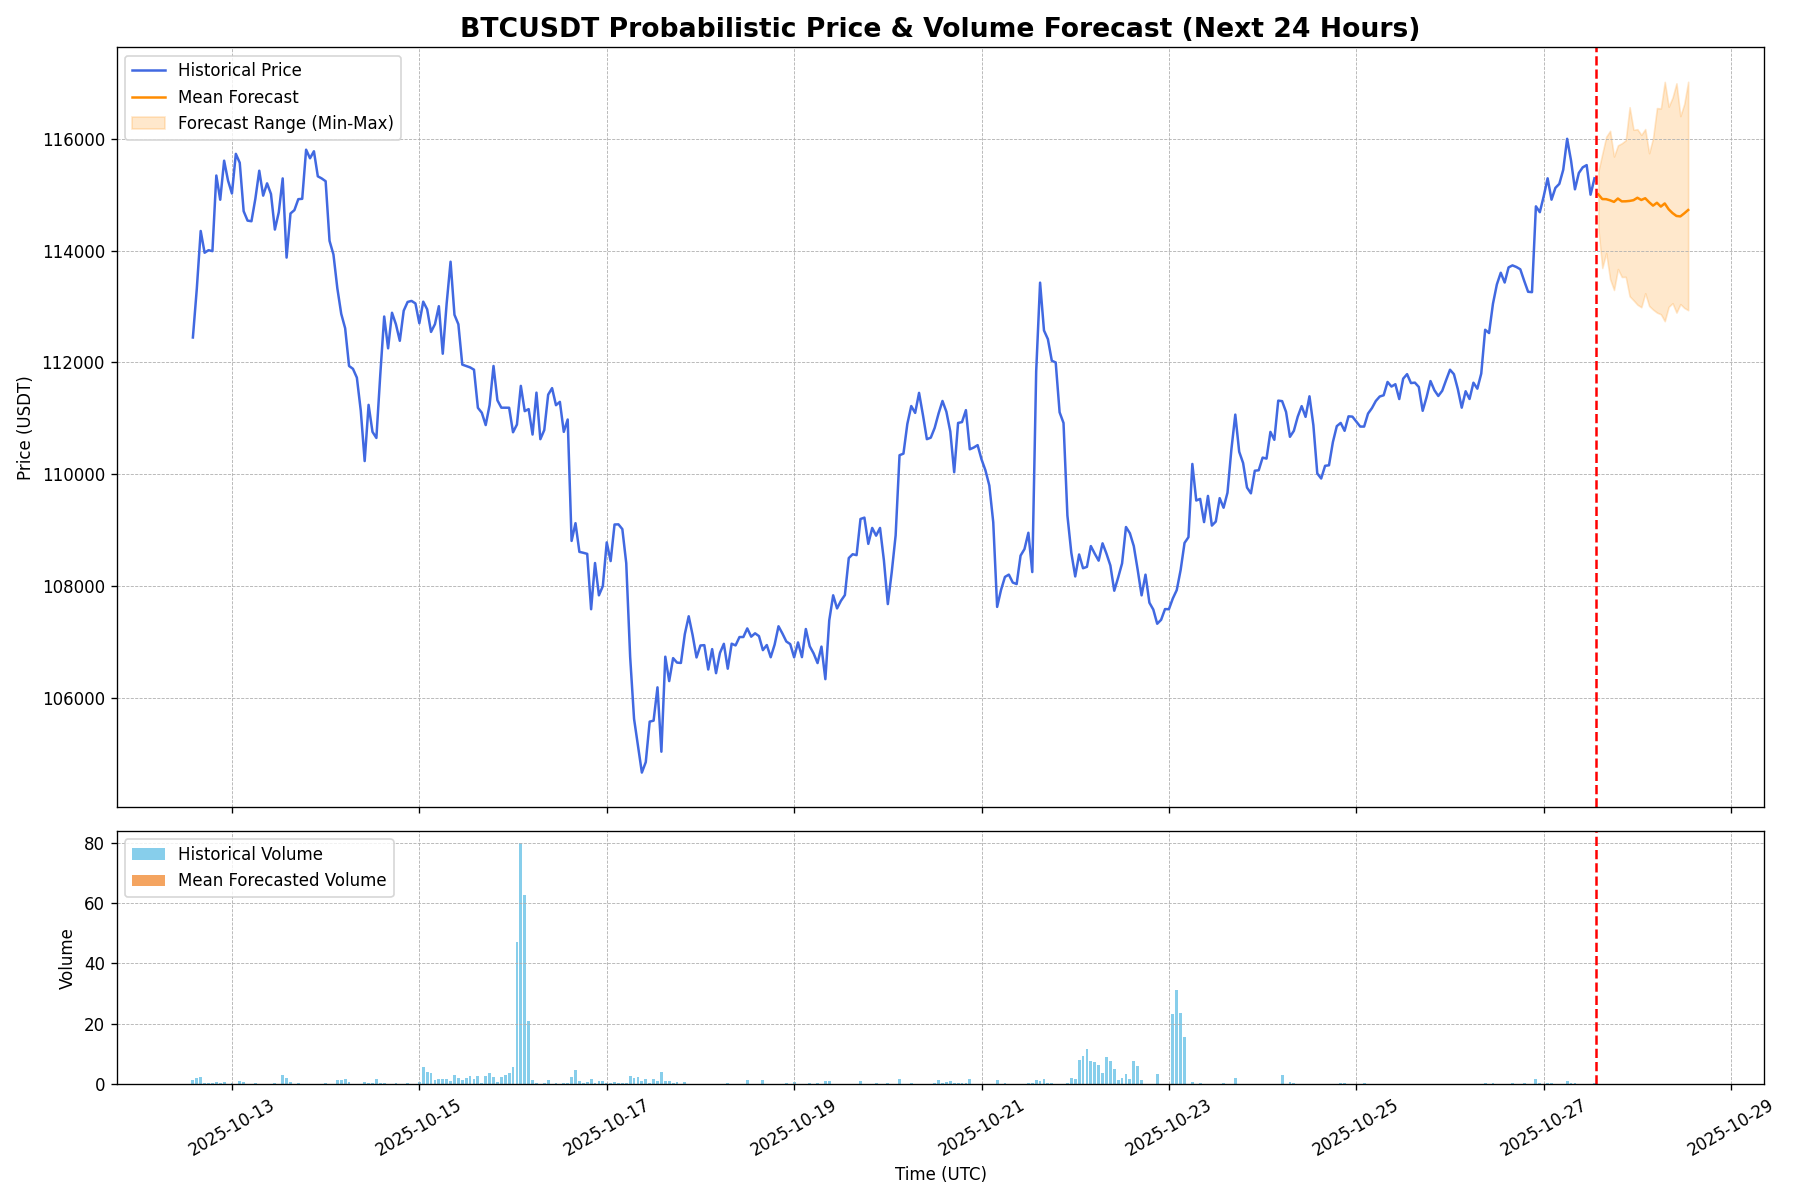 BTCUSDT Probabilistic Price & Volume Forecast (Next 24 Hours)
Historical Price
Mean Forecast
Forecast Range (Min-Max)
116000
114000
112000
110000
108000
106000
Price (USDT)
Historical Volume
Mean Forecasted Volume
80
60
40
20
0
Volume
2025-10-13
2025-10-15
2025-10-17
2025-10-19
2025-10-21
2025-10-23
2025-10-25
2025-10-27
2025-10-29
Time (UTC)